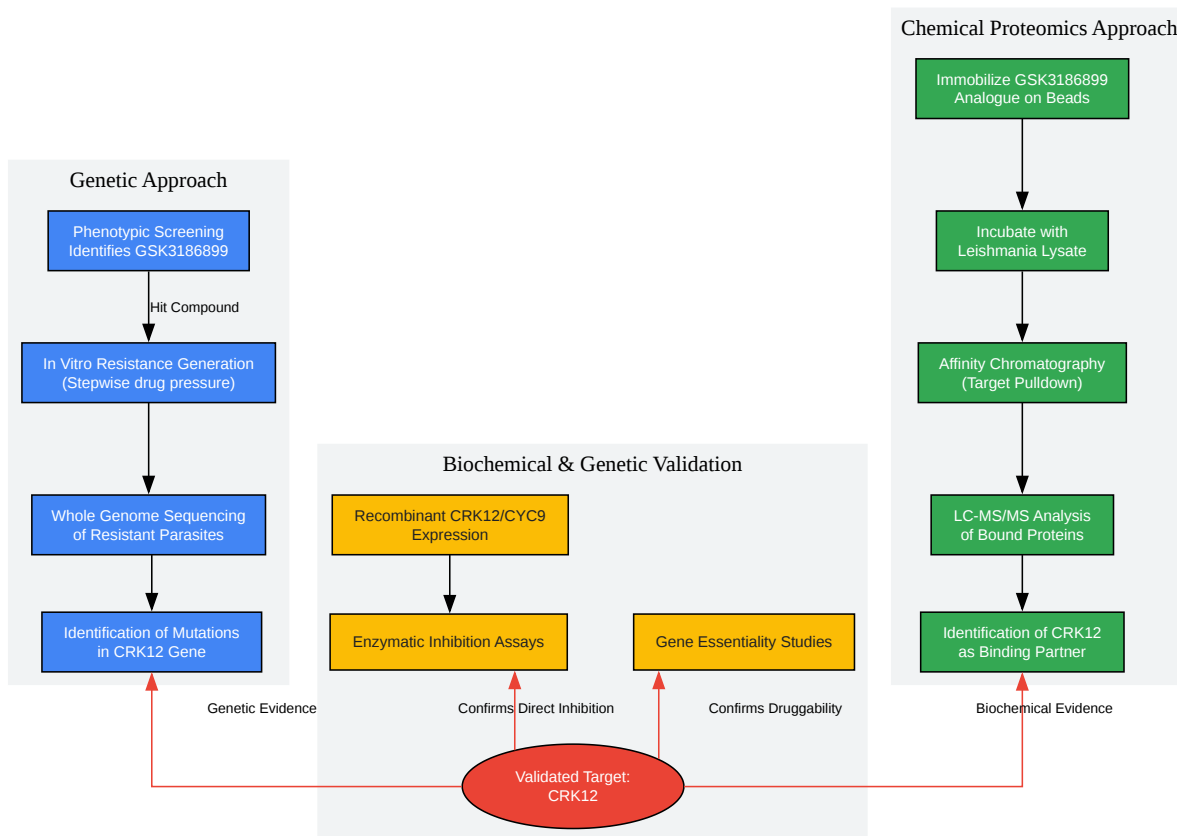 Genetic Approach
Phenotypic Screening
Identifies GSK3186899
Hit Compound
In Vitro Resistance Generation
(Stepwise drug pressure)
Whole Genome Sequencing
of Resistant Parasites
Identification of Mutations
in CRK12 Gene
Genetic Evidence
Biochemical & Genetic Validation
Recombinant CRK12/CYC9
Expression
Enzymatic Inhibition Assays
Gene Essentiality Studies
Confirms Direct Inhibition
Confirms Druggability
Validated Target:
CRK12
Chemical Proteomics Approach
Immobilize GSK3186899
Analogue on Beads
Incubate with
Leishmania Lysate
Affinity Chromatography
(Target Pulldown)
LC-MS/MS Analysis
of Bound Proteins
Identification of CRK12
as Binding Partner
Biochemical Evidence